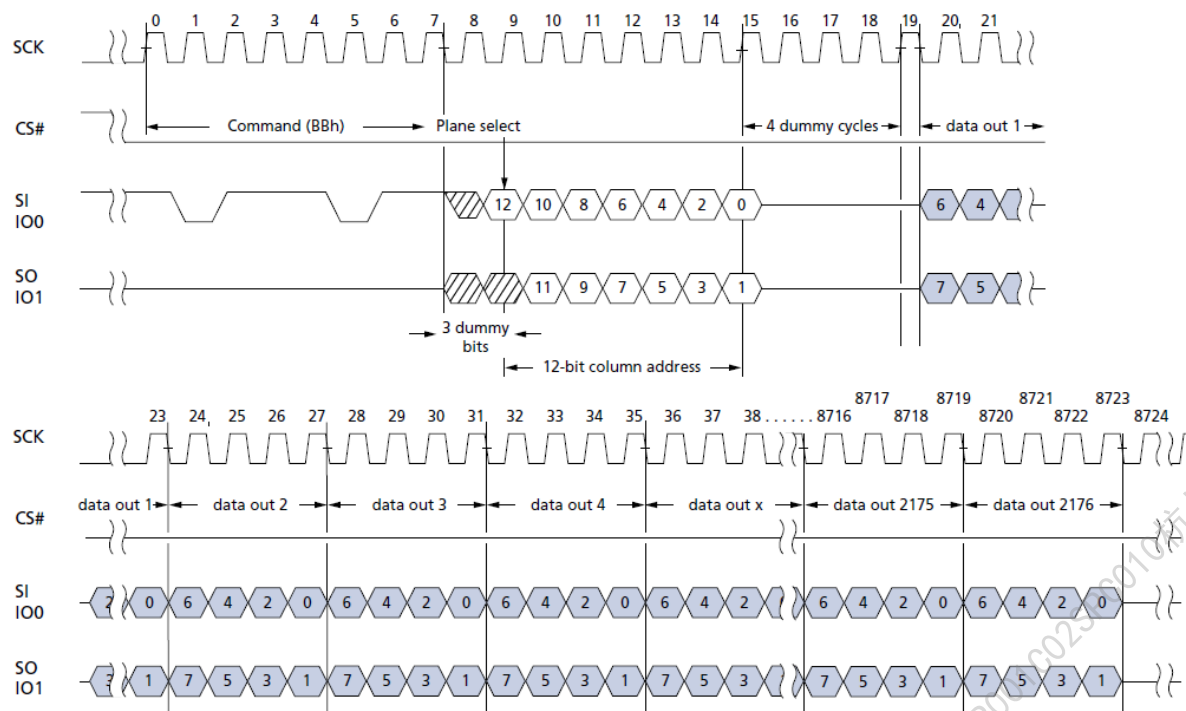 0 1 2 3 4 5 6 7 8 9 10 11 12 13 14 15 16 17 18 19 20 21
SCK
CS#
Command (BBh)
Plane select
4 dummy cycles
data out 1
SI
IO0
12 10 8 6 4 2 0
6 4
SO
IO1
11 9 7 5 3 1
7 5
3 dummy
bits
12-bit column address
8717 8719 8721 8723
23 24 25 26 27 28 29 30 31 32 33 34 35 36 37 38 ...... 8716 8718 8720 8722 8724
SCK
data out 1 data out 2 data out 3 data out 4 data out x data out 2175 data out 2176
CS#
SI
IO0
2 0 6 4 2 0 6 4 2 0 6 4 2 0 6 4 2 6 4 2 0 6 4 2 0
SO
IO1
3 1 7 5 3 1 7 5 3 1 7 5 3 1 7 5 3 7 5 3 1 7 5 3 1